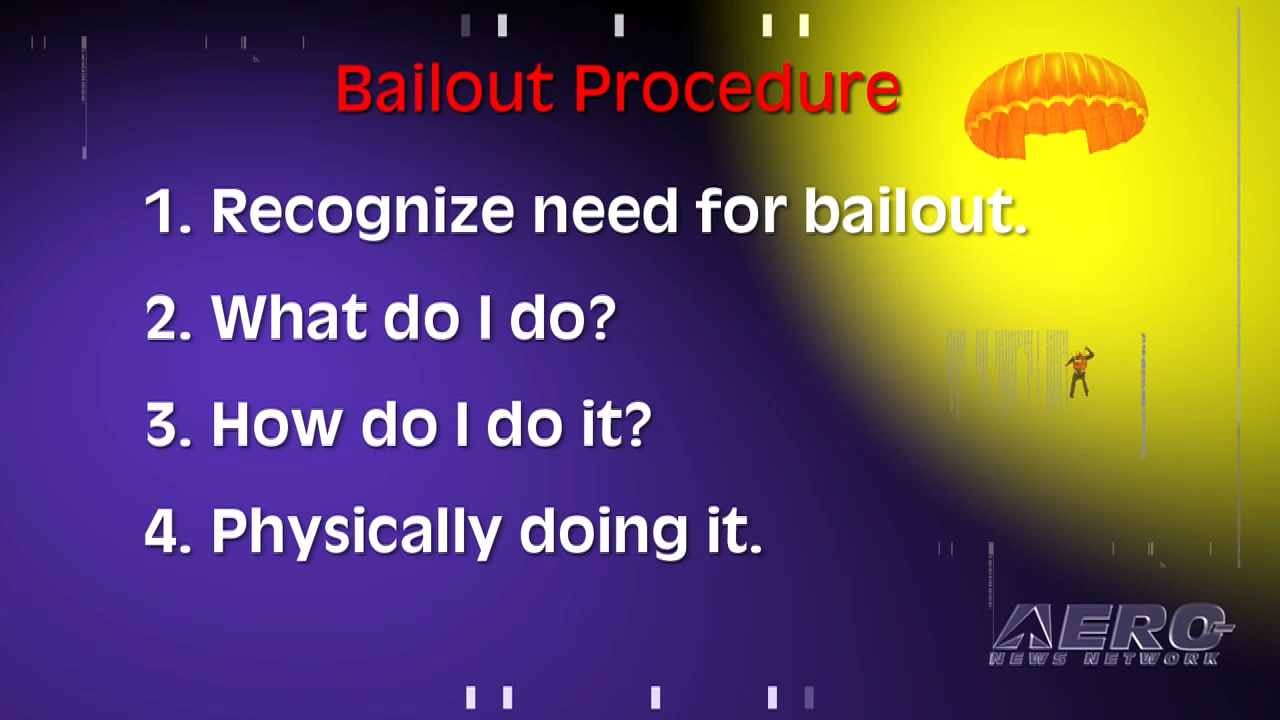 Bailout Procedure
1. Recognize need for bailout.
2. What do I do?
3. How do I do it?
4. Physically doing it.
AERO
NEWS NETWORK